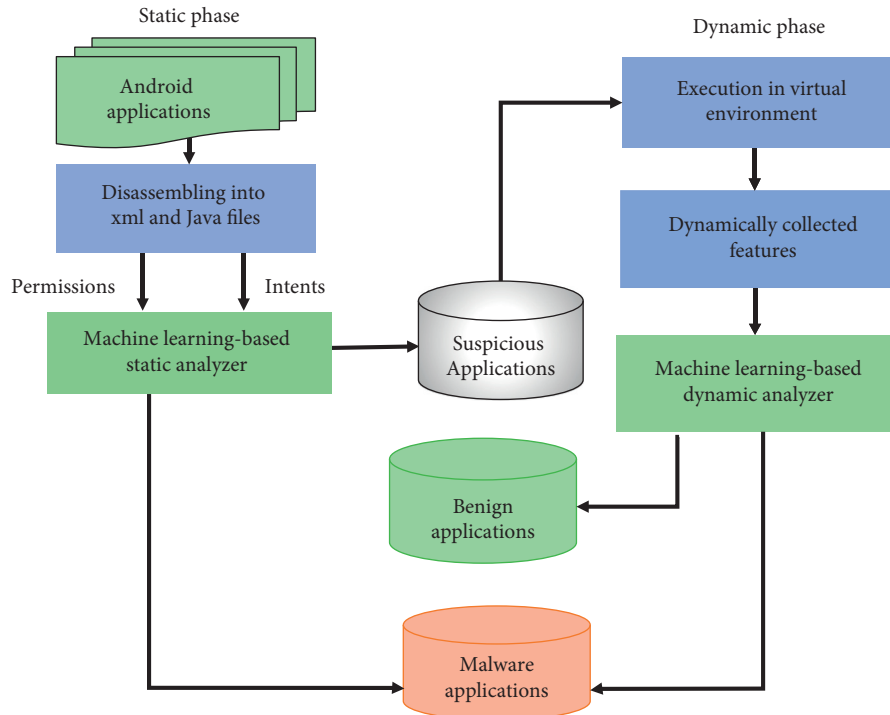 Static phase
Android
applications
Disassembling into
xml and Java files
Permissions
Intents
Machine learning-based
static analyzer
Suspicious
Applications
Dynamic phase
Execution in virtual
environment
Dynamically collected
features
Machine learning-based
dynamic analyzer
Benign
applications
Malware
applications